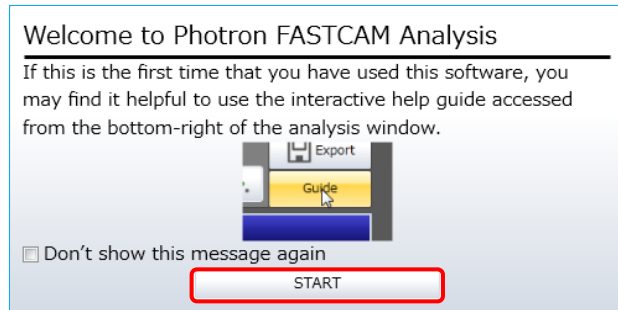 Welcome to Photron FASTCAM Analysis
If this is the first time that you have used this software, you
may find it helpful to use the interactive help guide accessed
from the bottom-right of the analysis window.
Export
Guide
Don't show this message again
START